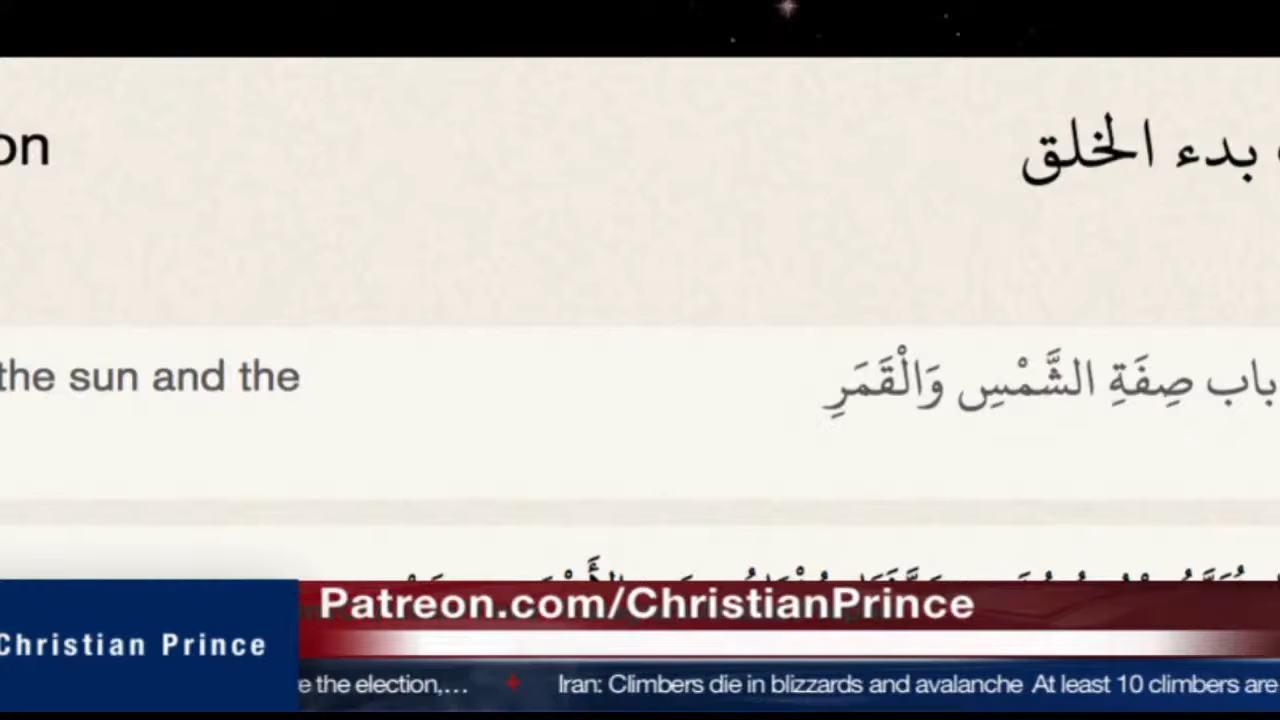 on
بدء الخلق
the sun and the
باب صِفَةِ الشَّمْسِ وَالْقَمَرِ
Patreon.com/ChristianPrince
Christian Prince
e the election,... Iran: Climbers die in blizzards and avalanche At least 10 climbers are